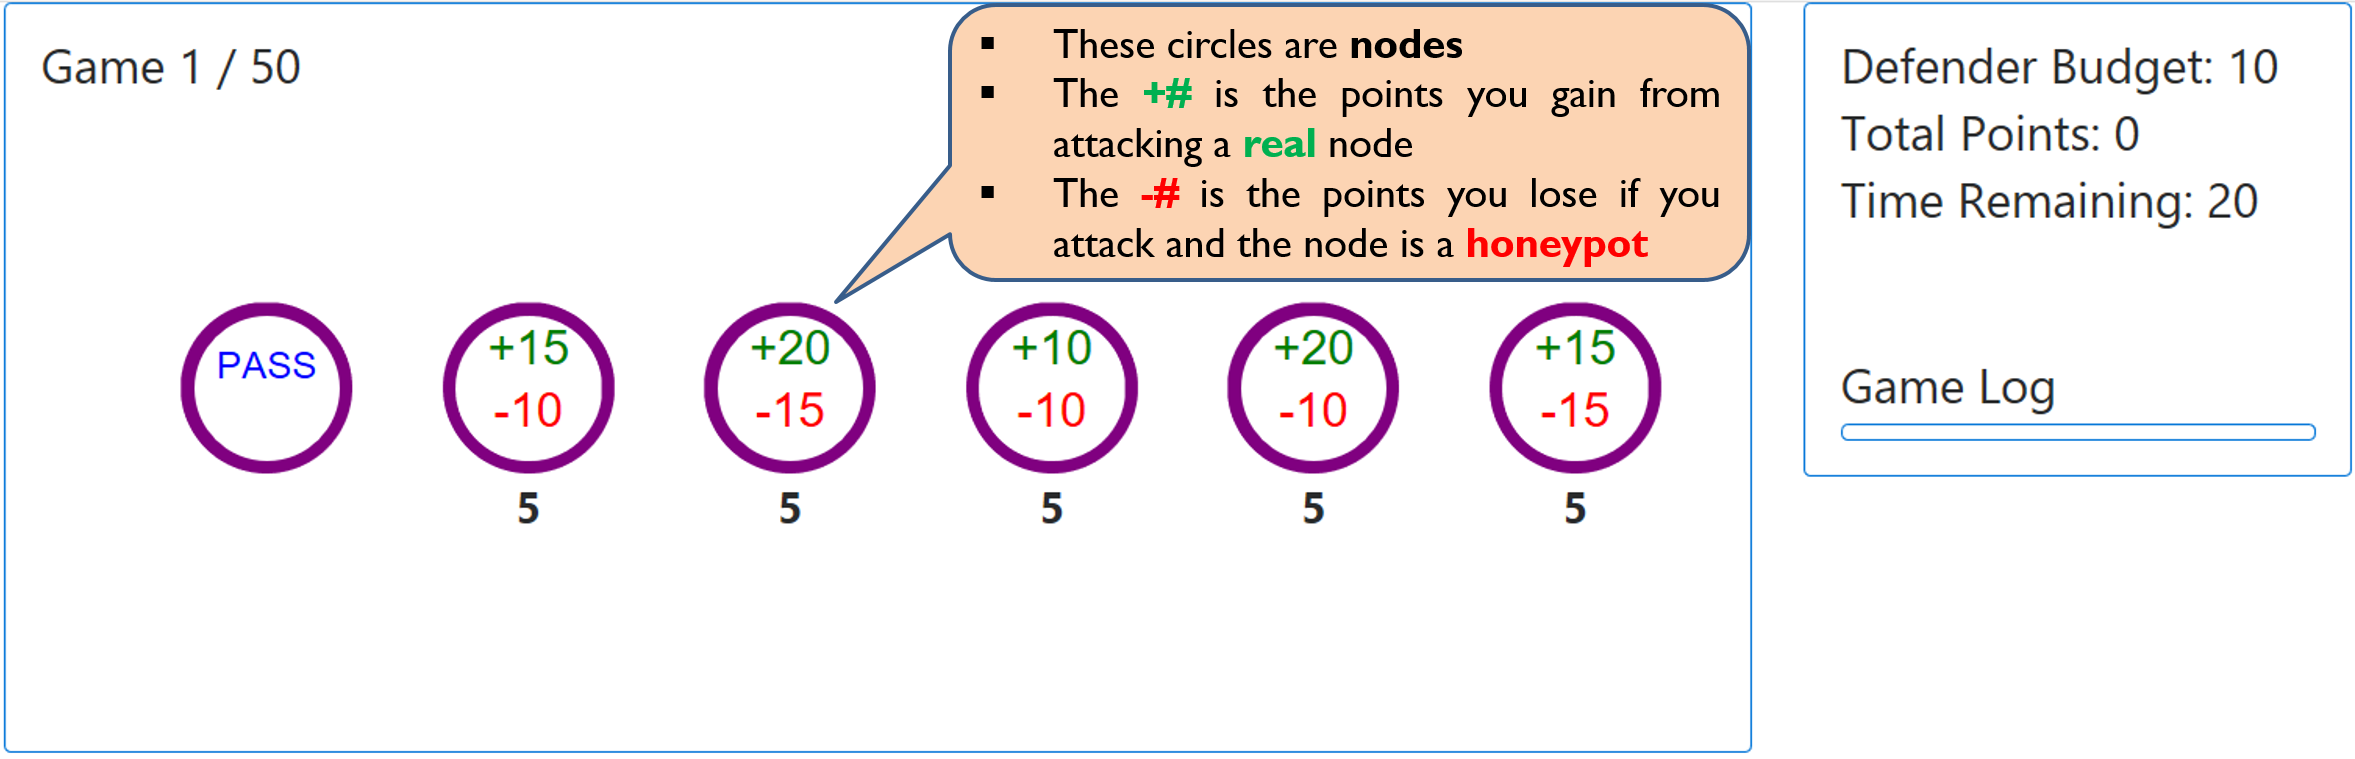 Game 1 / 50
▪ These circles are nodes
▪ The +# is the points you gain from
attacking a real node
▪ The -# is the points you lose if you
attack and the node is a honeypot
PASS
+15
-10
5
+20
-15
5
+10
-10
5
+20
-10
5
+15
-15
5
Defender Budget: 10
Total Points: 0
Time Remaining: 20
Game Log